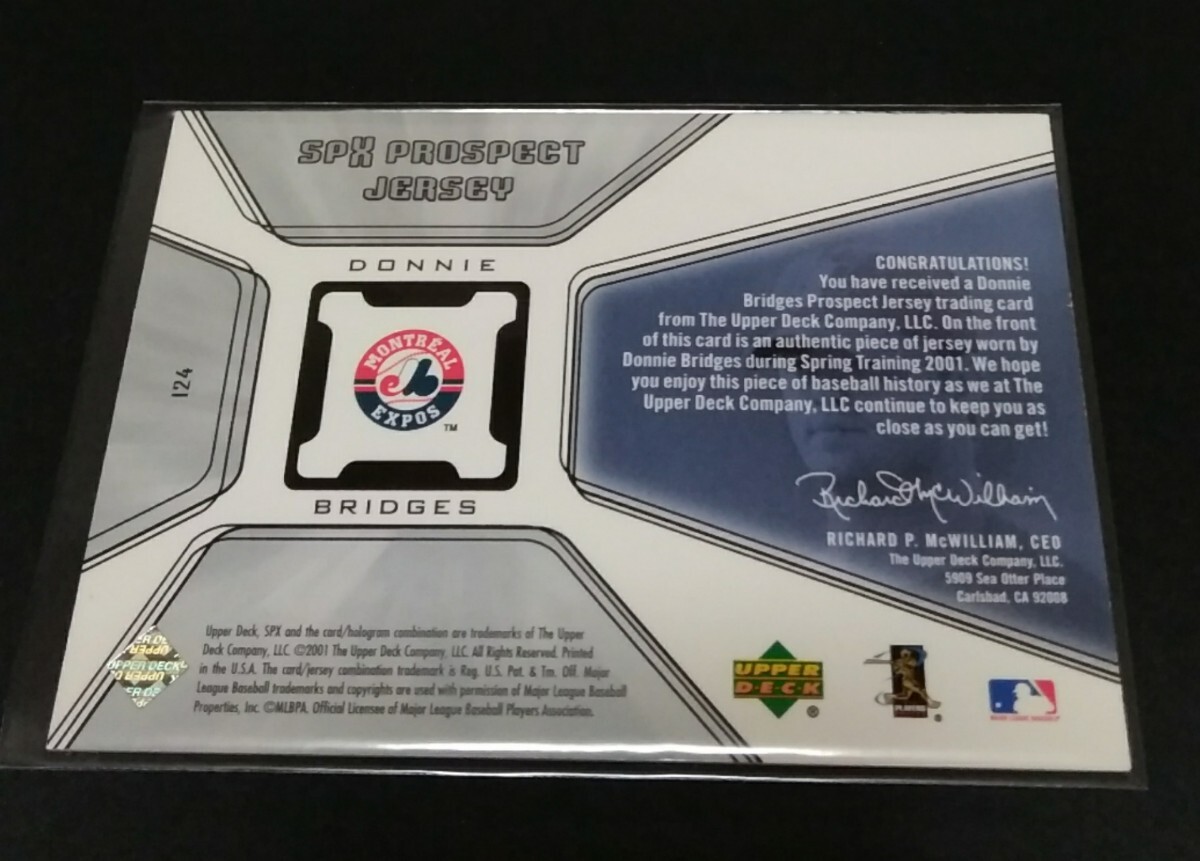 SPX PROSPECT
JERSEY
DONNIE
MONTRÉAL
EXPOS
TM
BRIDGES
124
CONGRATULATIONS!
You have received a Donnie
Bridges Prospect Jersey trading card
from The Upper Deck Company, LLC. On the front
of this card is an authentic piece of jersey worn by
Donnie Bridges during Spring Training 2001. We hope
you enjoy this piece of baseball history as we at The
Upper Deck Company, LLC continue to keep you as
close as you can get!
Richard P. McWilliam
RICHARD P. McWILLIAM, CEO
The Upper Deck Company, LLC.
5909 Sea Otter Place
Carlsbad, CA 92008
Upper Deck, SPX and the card/hologram combination are trademarks of The Upper
Deck Company, LLC. ©2001 The Upper Deck Company, LLC. All Rights Reserved. Printed
in the U.S.A. The card/jersey combination trademark is Reg. U.S. Pat. & Tm. Off. Major
League Baseball trademarks and copyrights are used with permission of Major League Baseball
Properties, Inc. ©MLBPA. Official Licensee of Major League Baseball Players Association.
UPPER DECK
UPPER
DECK
®
PLAYERS
®